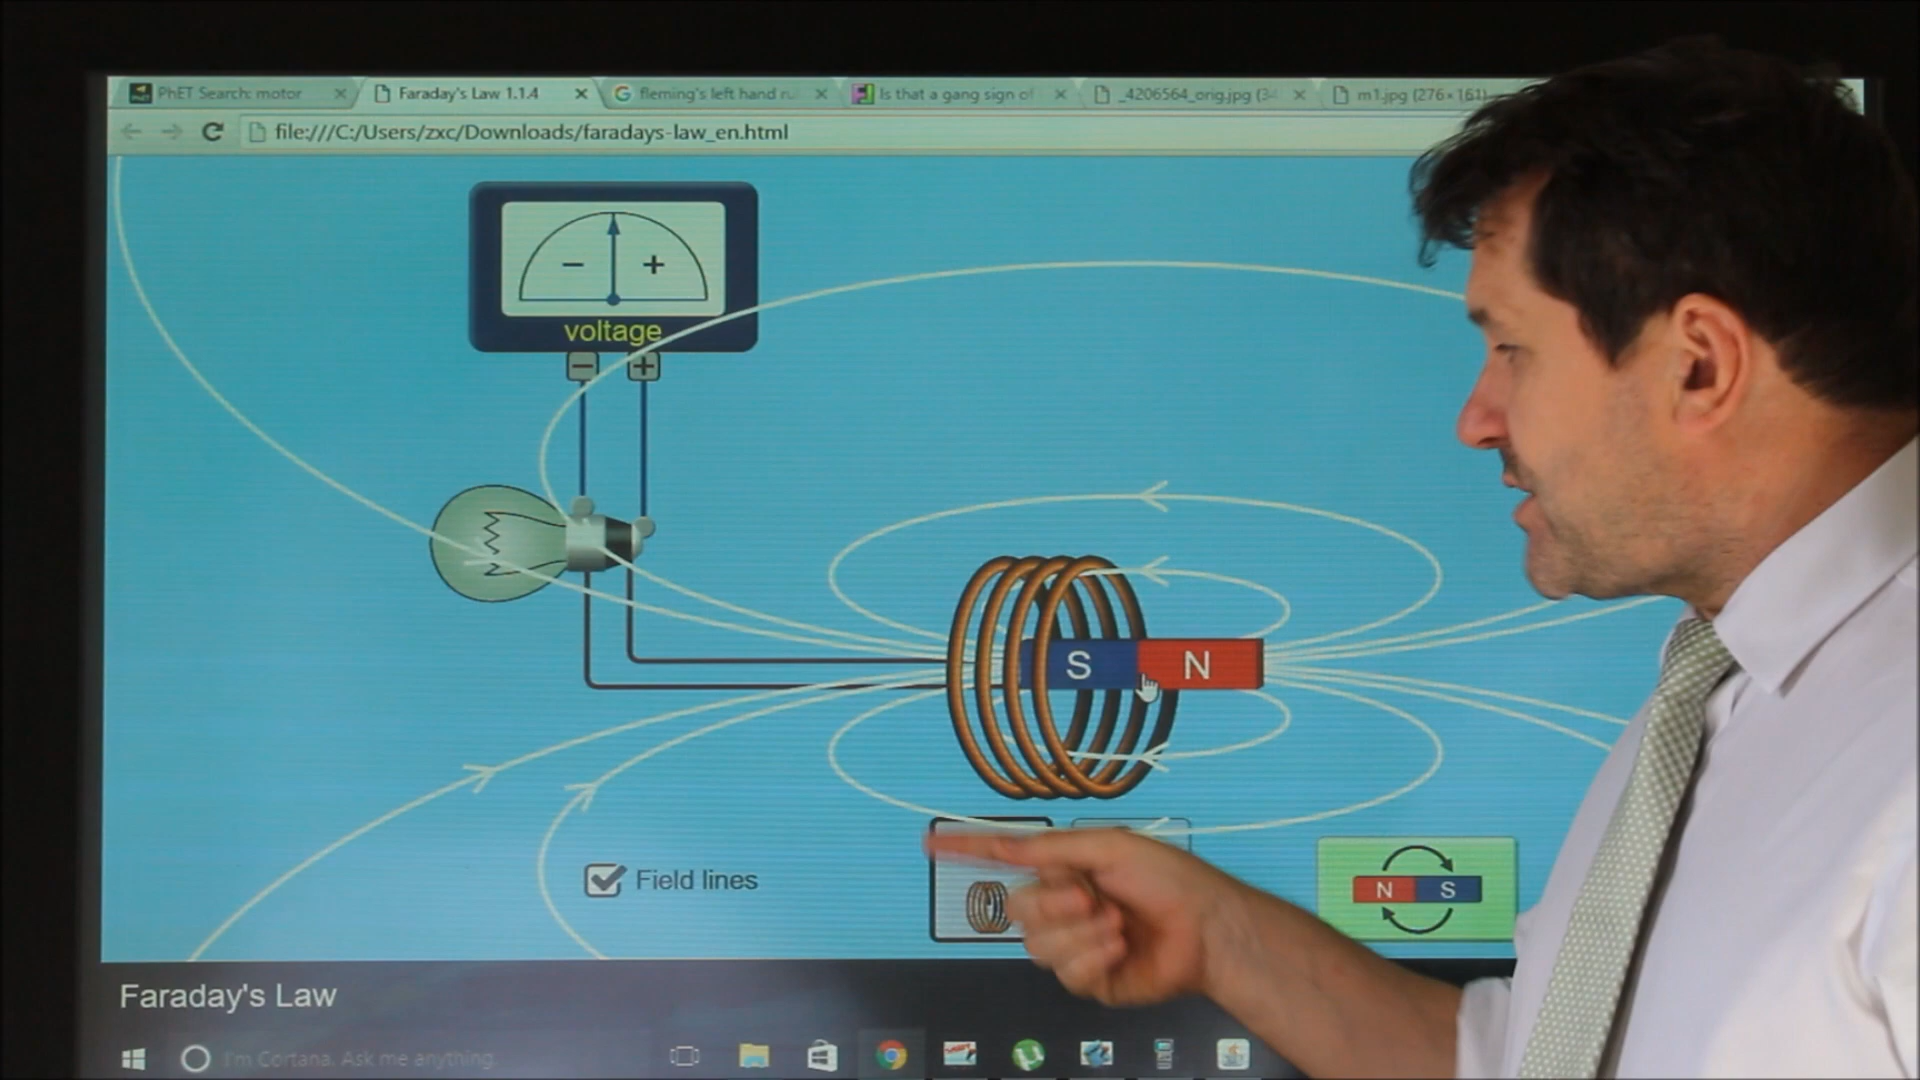 PhET Search: motor
Faraday's Law 1.1.4
fleming's left hand ru
Is that a gang sign of
_4206564_orig.jpg (3
m1.jpg (276×161)
file:///C:/Users/zxc/Downloads/faradays-law_en.html
− +
voltage
− +
S N
Field lines
N S
Faraday's Law
I'm Cortana. Ask me anything.